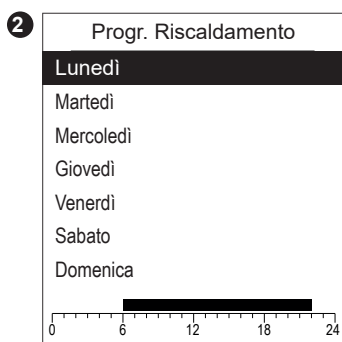 2
Progr. Riscaldamento
Lunedì
Martedì
Mercoledì
Giovedì
Venerdì
Sabato
Domenica
0 6 12 18 24